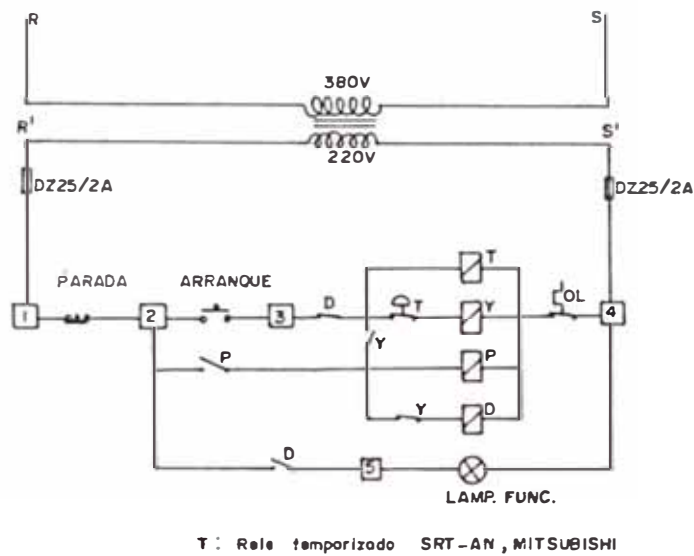 R
S
380V
R'
S'
220V
DZ25/2A
DZ25/2A
T
PARADA
ARRANQUE
D
T
Y
OL
1
2
3
4
Y
P
P
Y
D
D
5
LAMP. FUNC.
T : Rele temporizado SRT-AN, MITSUBISHI